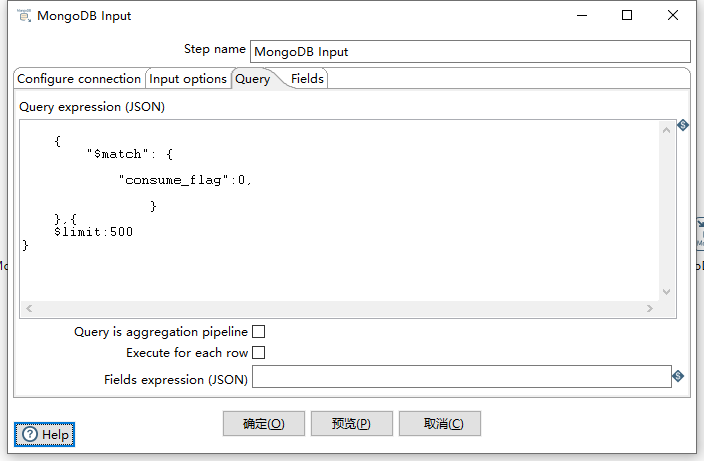 MongoDB Input
Step name MongoDB Input
Configure connection Input options Query Fields
Query expression (JSON)
{
"$match": {
"consume_flag":0,
}
},{
$limit:500
}
Query is aggregation pipeline
Execute for each row
Fields expression (JSON)
Help 确定(O) 预览(P) 取消(C)